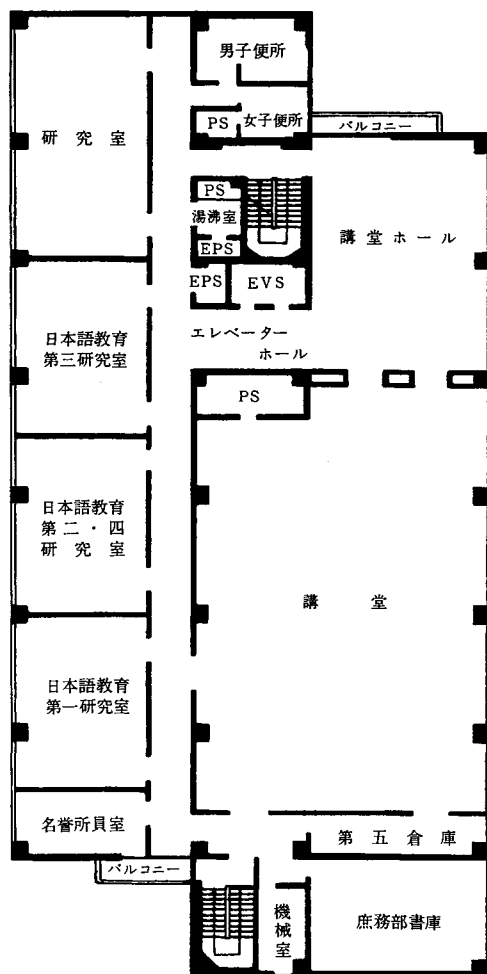 男子便所
研究室
PS
女子便所
バルコニー
PS
湯沸室
EPS
講堂ホール
EPS
EVS
日本語教育
第三研究室
エレベーター
ホール
PS
日本語教育
第二・四
研究室
講堂
日本語教育
第一研究室
名誉所員室
第五倉庫
バルコニー
機械室
庶務部書庫